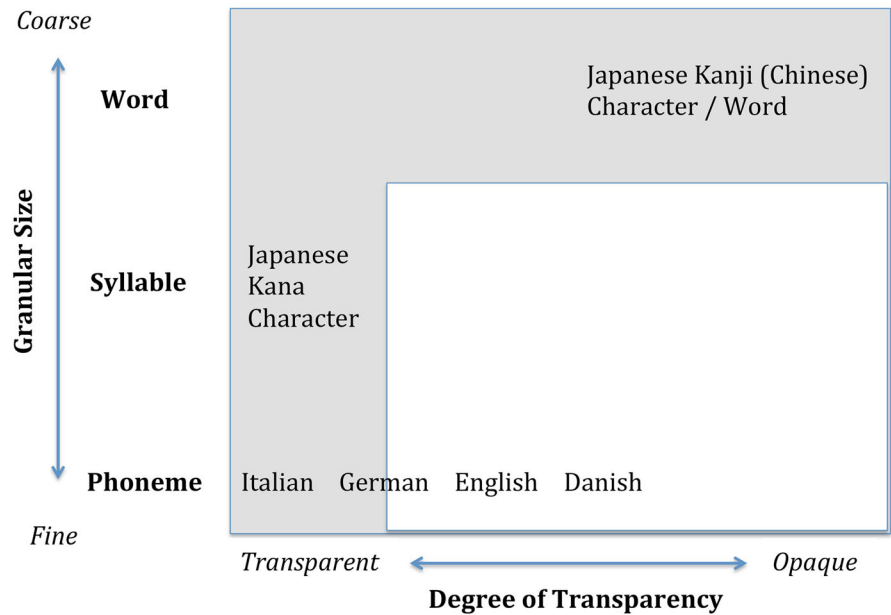 Coarse
Word
Japanese Kanji (Chinese)
Character / Word
Granular Size
Syllable
Japanese
Kana
Character
Phoneme
Italian German English Danish
Fine
Transparent
Opaque
Degree of Transparency